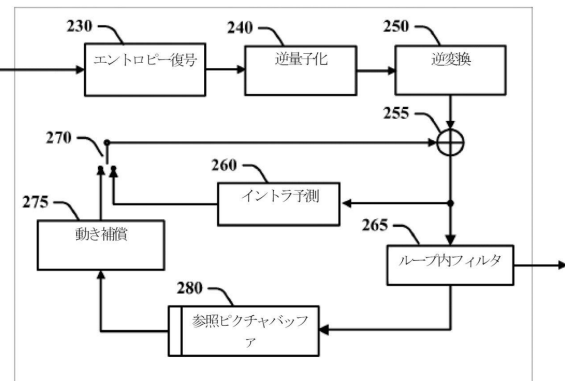 230
240
250
エントロピー復号
逆量子化
逆変換
255
270
260
イントラ予測
275
動き補償
265
ループ内フィルタ
280
参照ピクチャバッフ
ァ